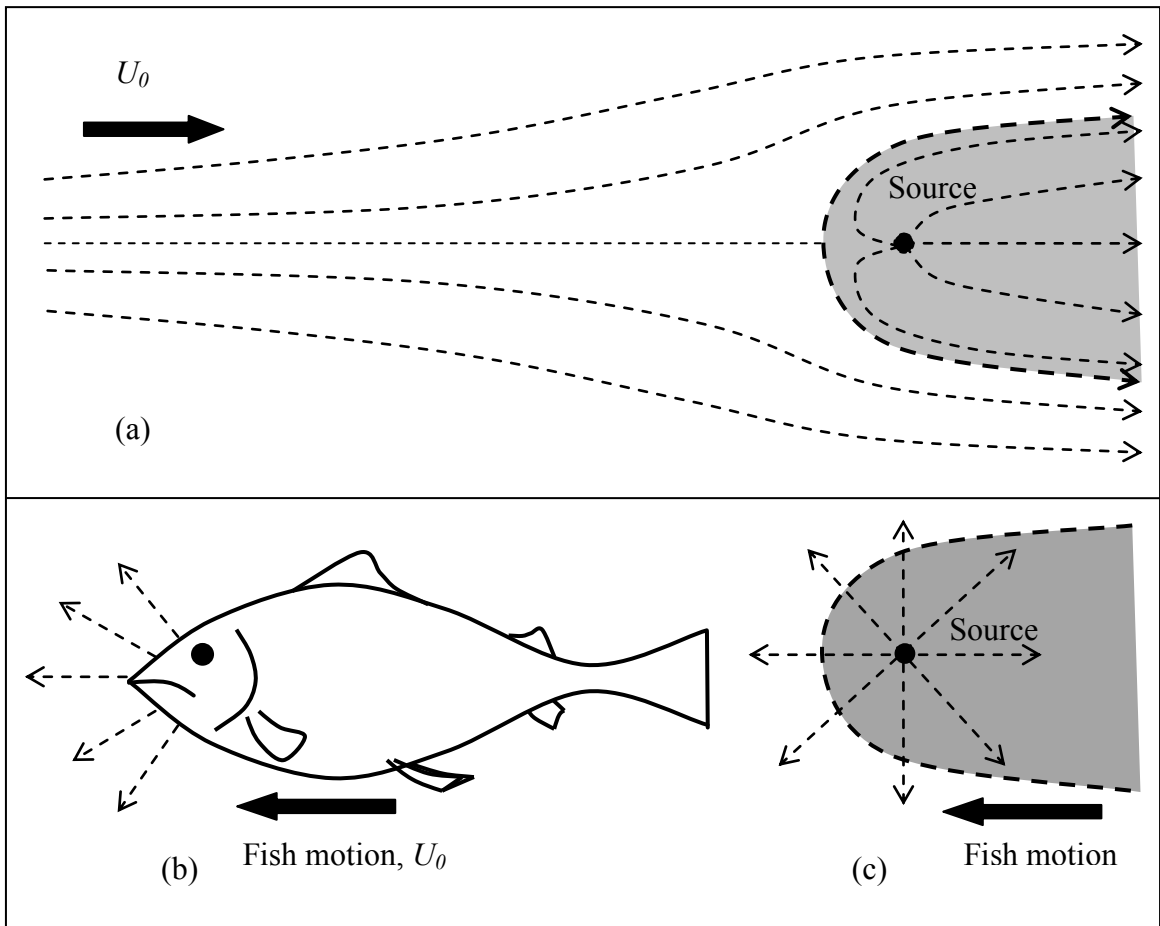 U0
Source
(a)
Source
Fish motion, U0
Fish motion
(b)
(c)